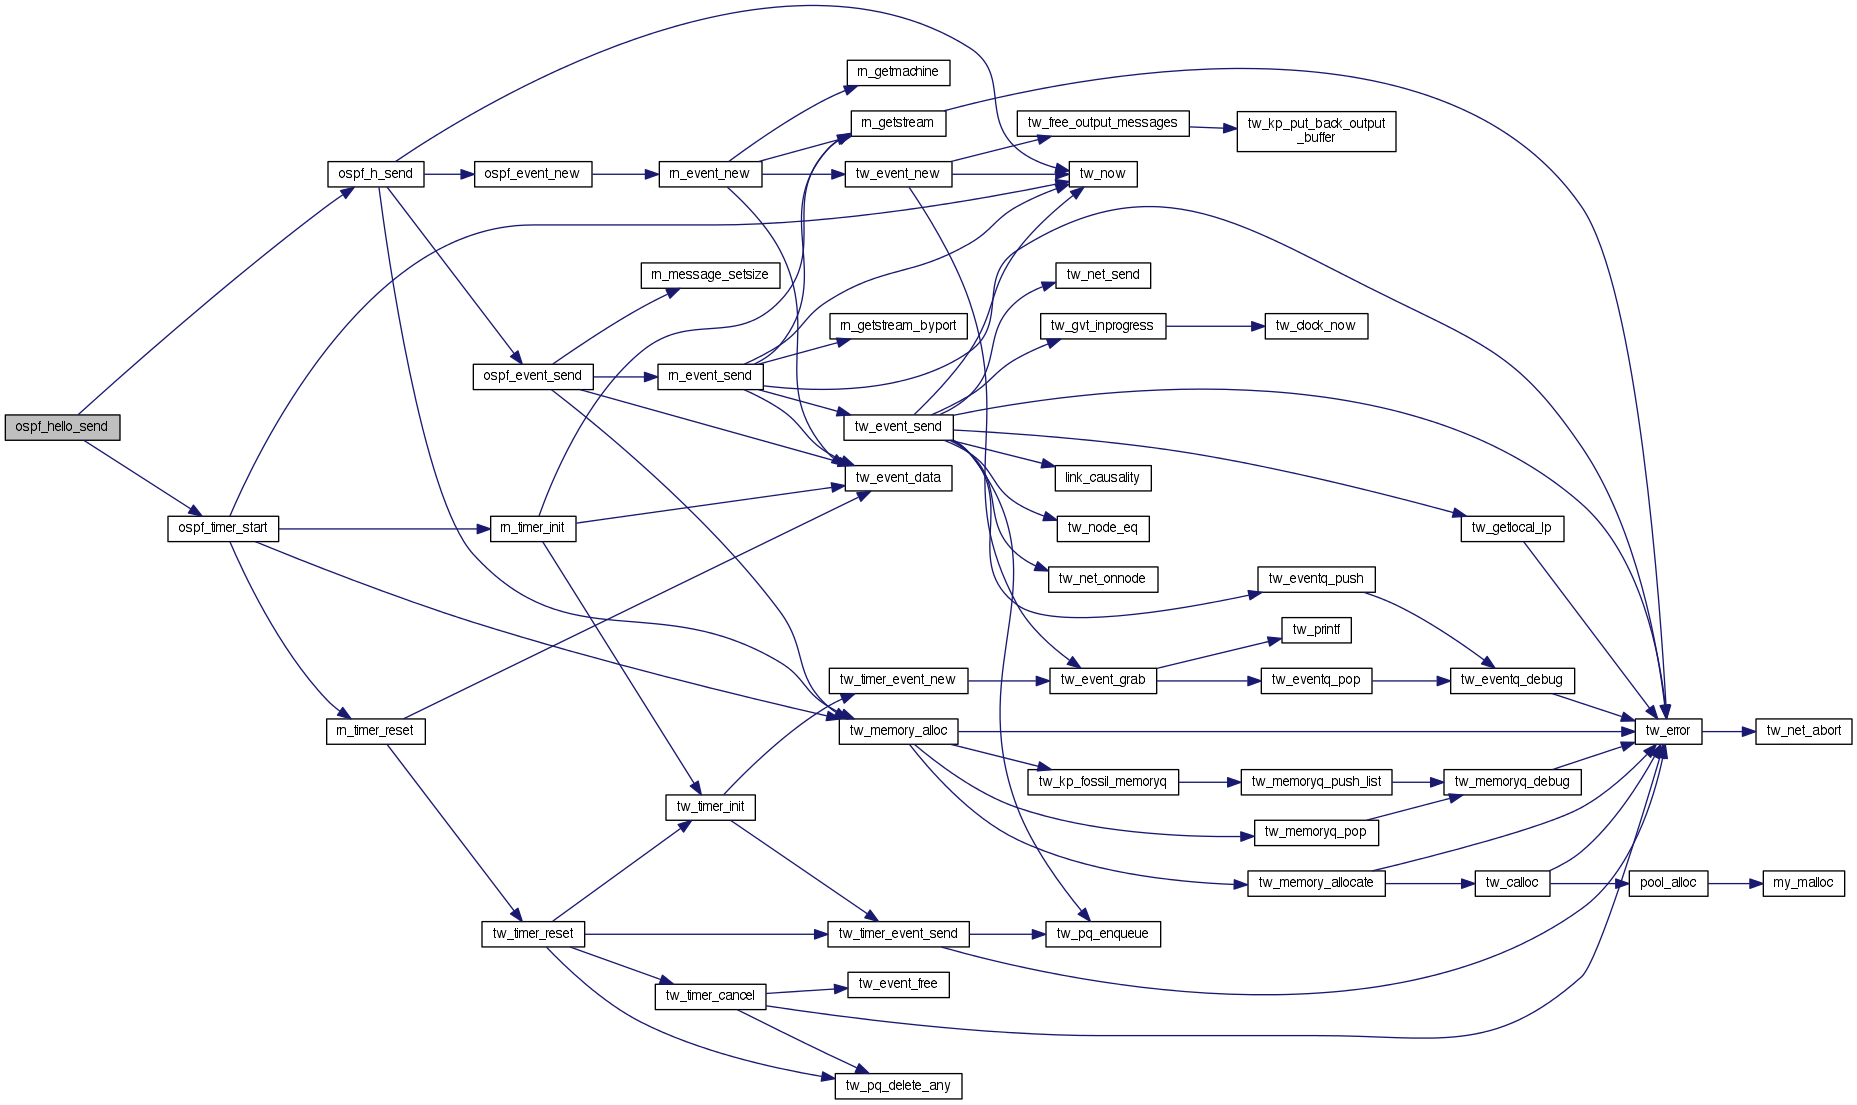 rn_getmachine
rn_getstream
tw_free_output_messages
tw_kp_put_back_output
_buffer
ospf_h_send
ospf_event_new
rn_event_new
tw_event_new
tw_now
rn_message_setsize
tw_net_send
rn_getstream_byport
tw_gvt_inprogress
tw_clock_now
ospf_event_send
rn_event_send
ospf_hello_send
tw_event_send
tw_event_data
link_causality
ospf_timer_start
rn_timer_init
tw_node_eq
tw_getlocal_lp
tw_net_onnode
tw_eventq_push
tw_printf
tw_timer_event_new
tw_event_grab
tw_eventq_pop
tw_eventq_debug
rn_timer_reset
tw_memory_alloc
tw_error
tw_net_abort
tw_kp_fossil_memoryq
tw_memoryq_push_list
tw_memoryq_debug
tw_timer_init
tw_memoryq_pop
tw_memory_allocate
tw_calloc
pool_alloc
my_malloc
tw_timer_reset
tw_timer_event_send
tw_pq_enqueue
tw_timer_cancel
tw_event_free
tw_pq_delete_any